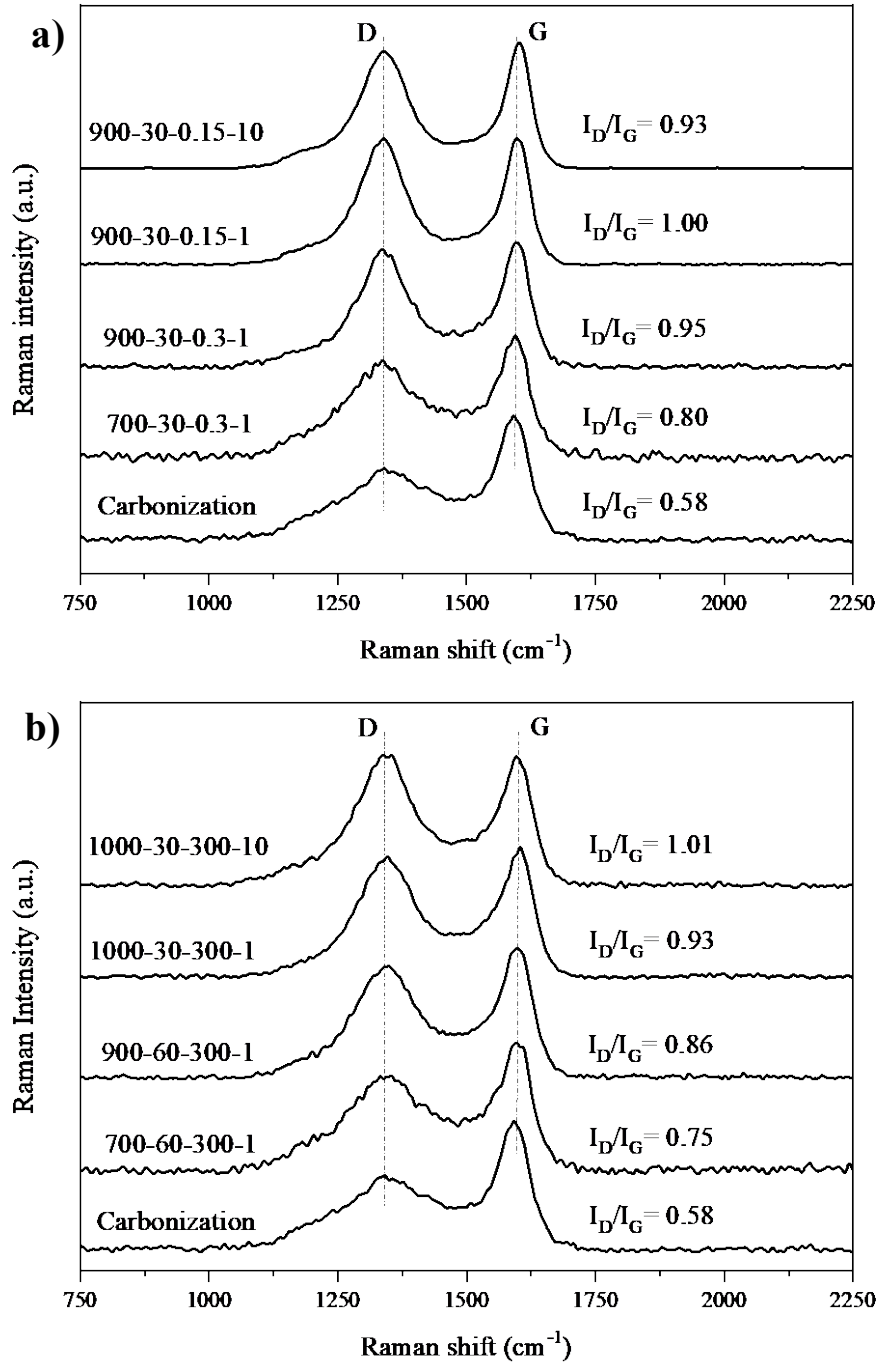 a)
D G
900-30-0.15-10 I_D/I_G= 0.93
900-30-0.15-1 I_D/I_G= 1.00
900-30-0.3-1 I_D/I_G= 0.95
700-30-0.3-1 I_D/I_G= 0.80
Carbonization I_D/I_G= 0.58
Raman intensity (a.u.)
750 1000 1250 1500 1750 2000 2250
Raman shift (cm⁻¹)
b)
D G
1000-30-300-10 I_D/I_G= 1.01
1000-30-300-1 I_D/I_G= 0.93
900-60-300-1 I_D/I_G= 0.86
700-60-300-1 I_D/I_G= 0.75
Carbonization I_D/I_G= 0.58
Raman Intensity (a.u.)
750 1000 1250 1500 1750 2000 2250
Raman shift (cm⁻¹)